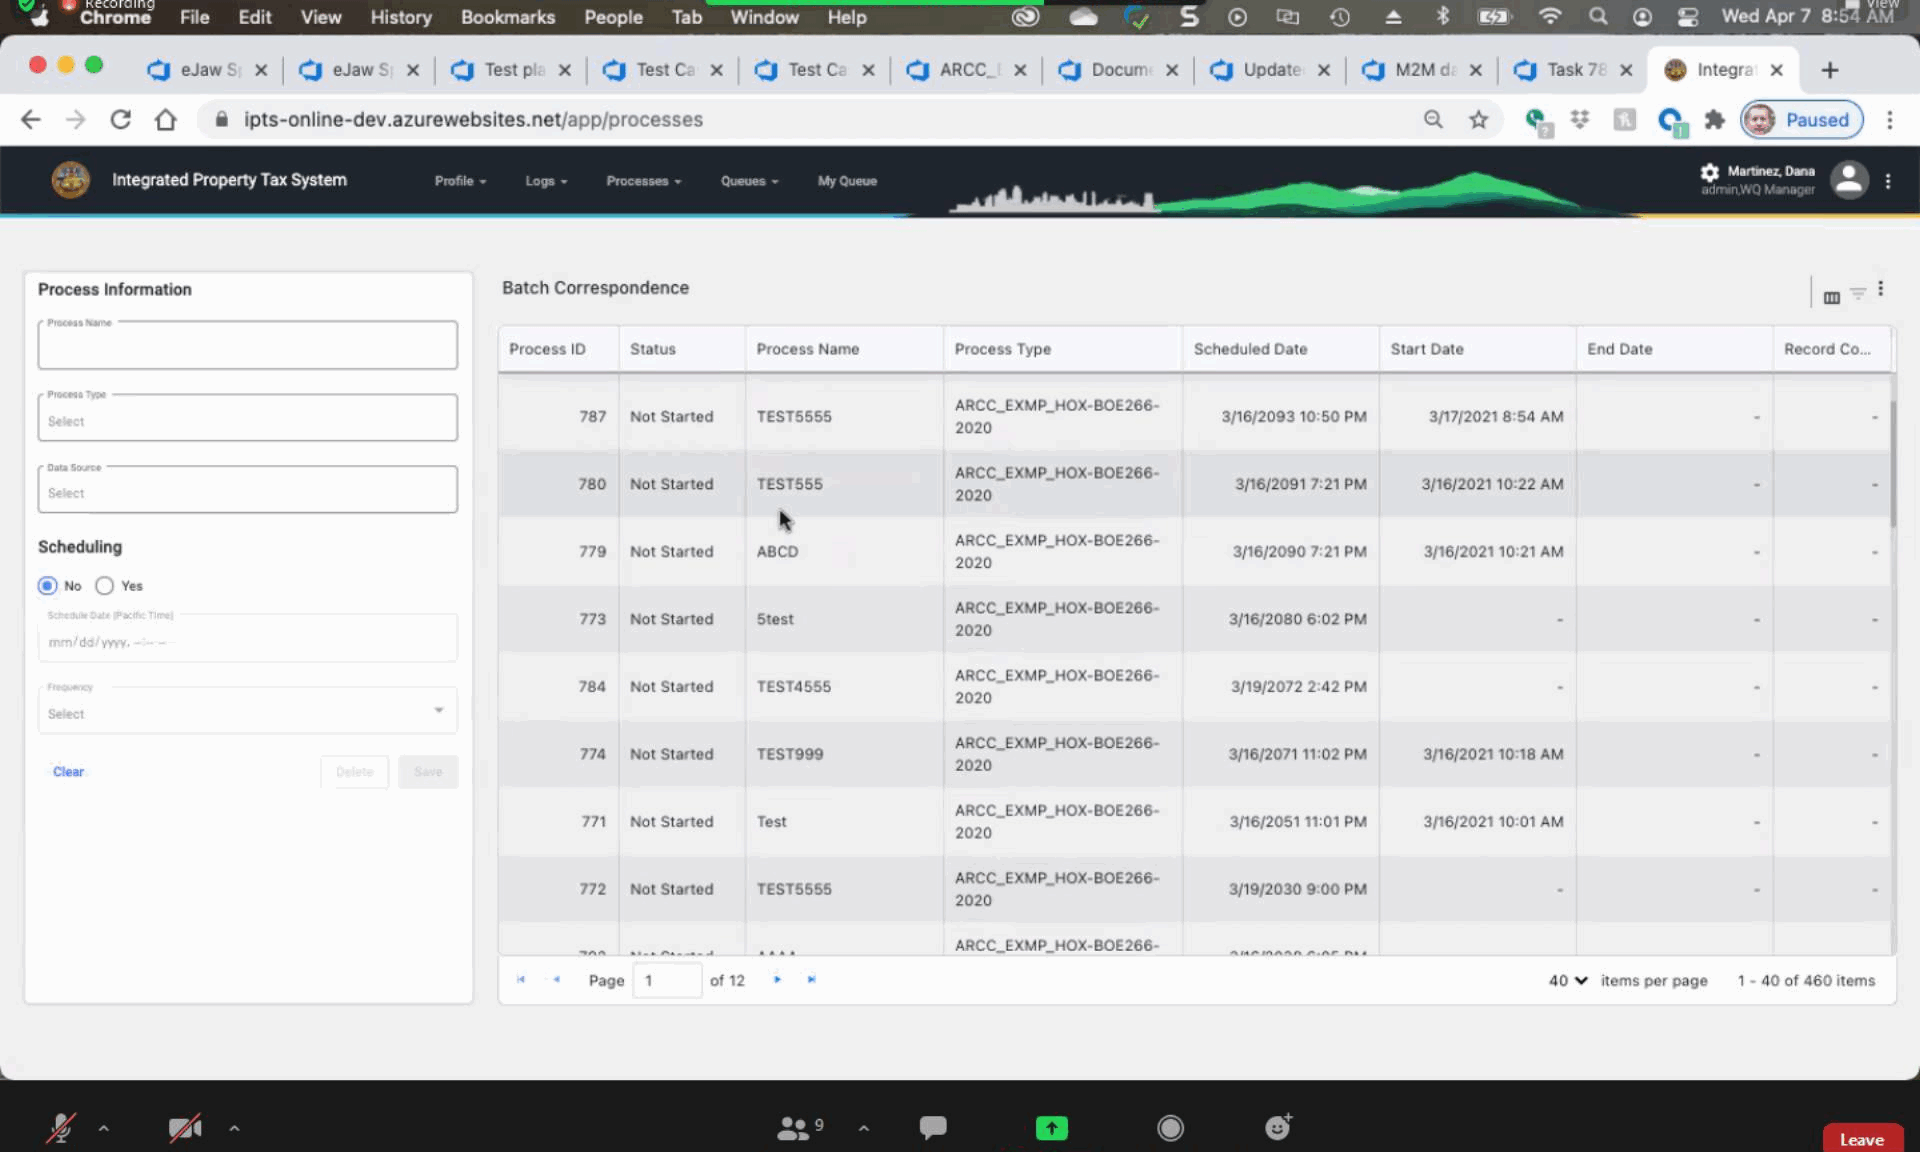 Recording
View
Chrome File Edit View History Bookmarks People Tab Window Help Wed Apr 7 8:54 AM
eJaw S eJaw S Test pla Test Ca Test Ca ARCC_ Docum Update M2M da Task 78 Integra
ipts-online-dev.azurewebsites.net/app/processes Paused
Integrated Property Tax System Profile Logs Processes Queues My Queue Martinez, Dana
admin,WQ Manager
Process Information
Process Name
Process Type
Select
Data Source
Select
Scheduling
No Yes
Schedule Date (Pacific Time)
mm/dd/yyyy, --:-- --
Frequency
Select
Clear Delete Save
Batch Correspondence
Process ID Status Process Name Process Type Scheduled Date Start Date End Date Record Co...
787 Not Started TEST5555 ARCC_EXMP_HOX-BOE266-2020 3/16/2093 10:50 PM 3/17/2021 8:54 AM - -
780 Not Started TEST555 ARCC_EXMP_HOX-BOE266-2020 3/16/2091 7:21 PM 3/16/2021 10:22 AM - -
779 Not Started ABCD ARCC_EXMP_HOX-BOE266-2020 3/16/2090 7:21 PM 3/16/2021 10:21 AM - -
773 Not Started 5test ARCC_EXMP_HOX-BOE266-2020 3/16/2080 6:02 PM - - -
784 Not Started TEST4555 ARCC_EXMP_HOX-BOE266-2020 3/19/2072 2:42 PM - - -
774 Not Started TEST999 ARCC_EXMP_HOX-BOE266-2020 3/16/2071 11:02 PM 3/16/2021 10:18 AM - -
771 Not Started Test ARCC_EXMP_HOX-BOE266-2020 3/16/2051 11:01 PM 3/16/2021 10:01 AM - -
772 Not Started TEST5555 ARCC_EXMP_HOX-BOE266-2020 3/19/2030 9:00 PM - - -
Not Started ARCC_EXMP_HOX-BOE266-
Page 1 of 12 40 items per page 1 - 40 of 460 items
9
Leave